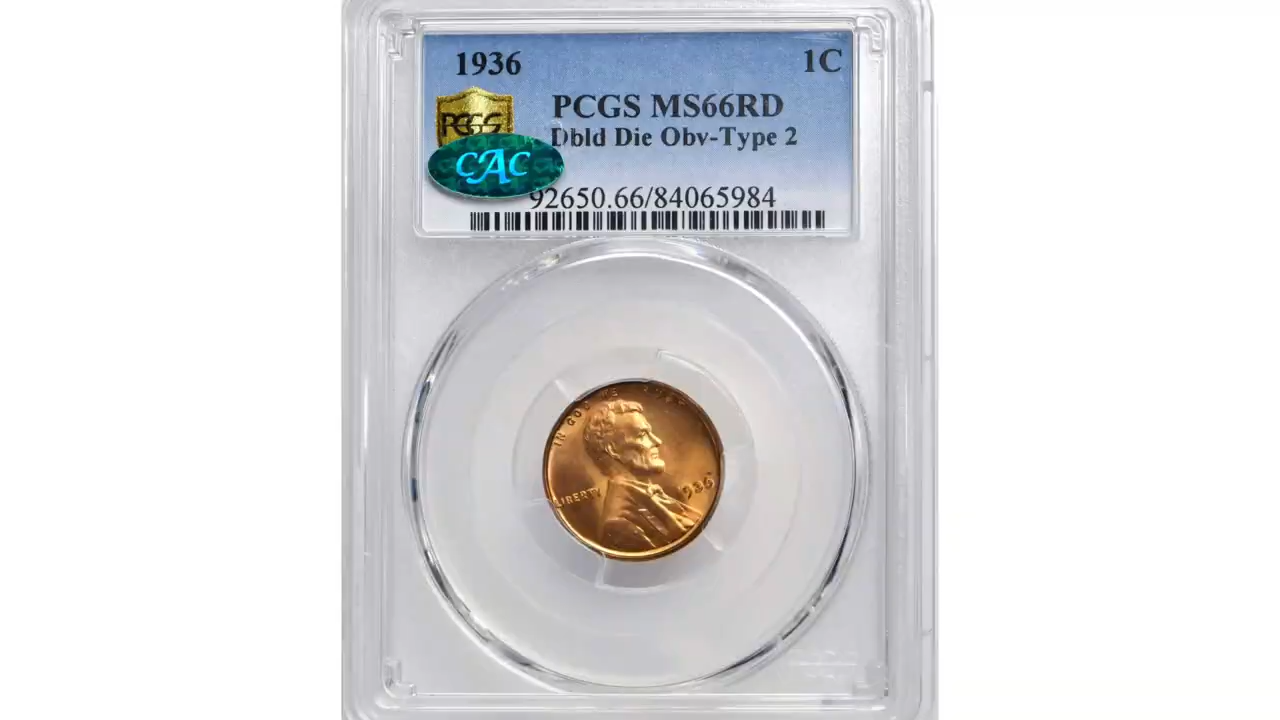 1936 1C
PCGS
PCGS MS66RD
Dbld Die Obv-Type 2
CAC
92650.66/84065984
IN GOD WE TRUST
LIBERTY
1936